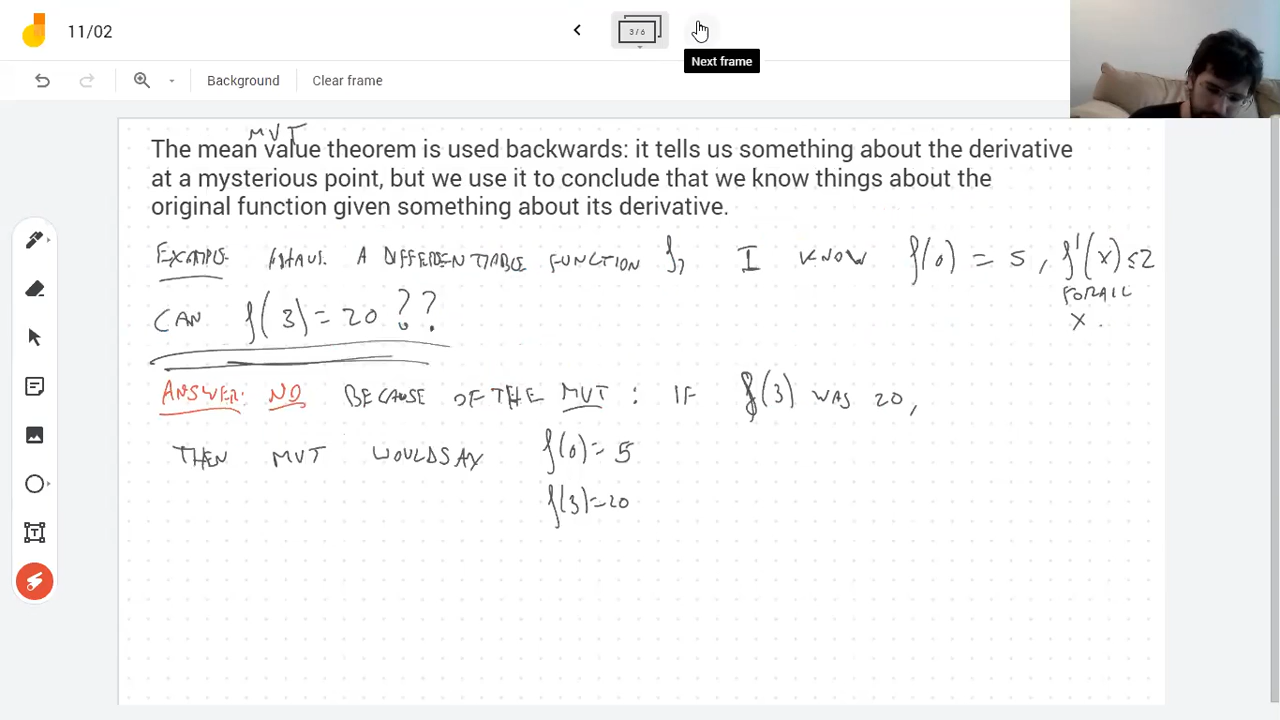 11/02
3 / 6
Next frame
Background
Clear frame
MVT
The mean value theorem is used backwards: it tells us something about the derivative
at a mysterious point, but we use it to conclude that we know things about the
original function given something about its derivative.
EXAMPLE I HAVE A DIFFERENTIABLE FUNCTION f, I KNOW f(0) = 5, f'(x) ≤ 2
FOR ALL
X.
CAN f(3) = 20 ??
ANSWER: NO BECAUSE OF THE MVT : IF f(3) WAS 20,
THEN MVT WOULD SAY f(0) = 5
f(3) = 20